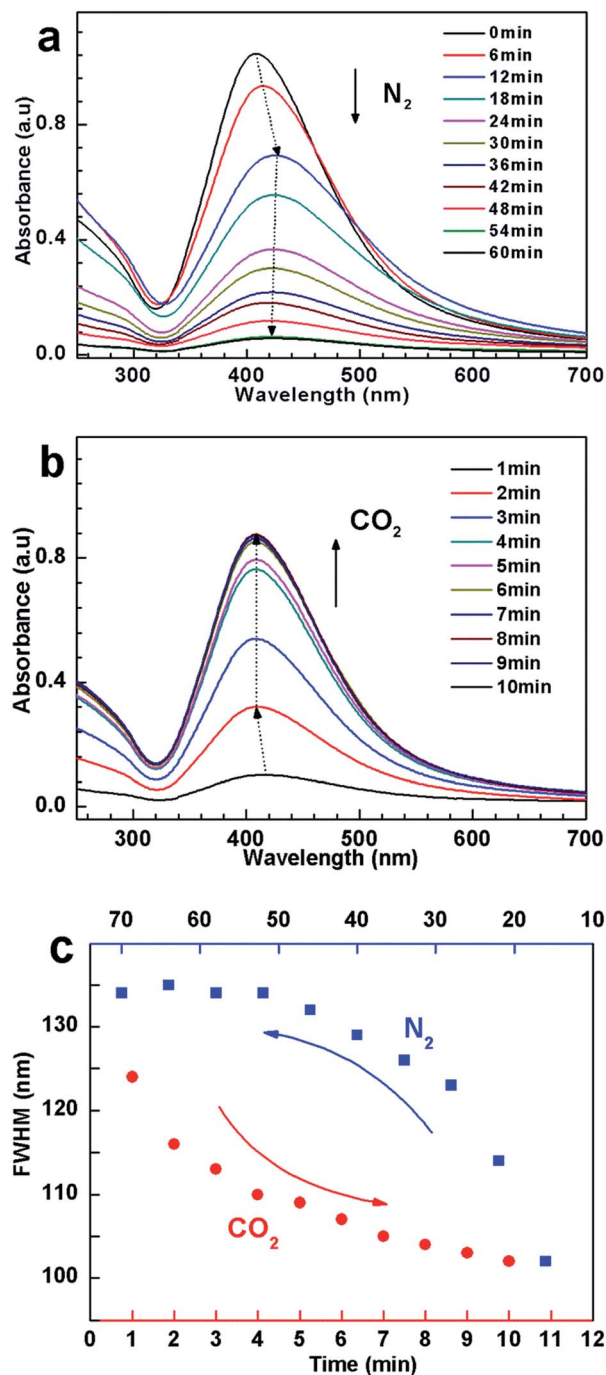 a
Absorbance (a.u)
0.8
0.4
0.0
N2
0min
6min
12min
18min
24min
30min
36min
42min
48min
54min
60min
300 400 500 600 700
Wavelength (nm)
b
Absorbance (a.u)
0.8
0.4
0.0
CO2
1min
2min
3min
4min
5min
6min
7min
8min
9min
10min
300 400 500 600 700
Wavelength (nm)
70 60 50 40 30 20 10
c
FWHM (nm)
130
120
110
100
N2
CO2
0 1 2 3 4 5 6 7 8 9 10 11 12
Time (min)